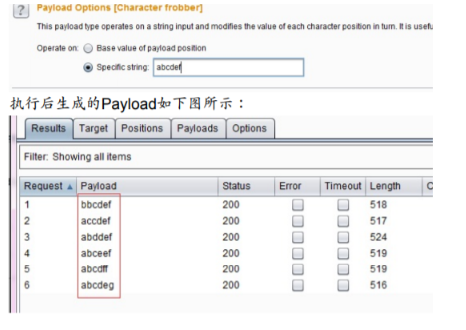 ?
Payload Options [Character frobber]
This payload type operates on a string input and modifies the value of each character position in turn. It is usefu
Operate on: Base value of payload position
Specific string: abcdef
执行后生成的Payload如下图所示：
Results Target Positions Payloads Options
Filter: Showing all items
Request Payload Status Error Timeout Length C
1 bbcdef 200 518
2 accdef 200 517
3 abddef 200 524
4 abceef 200 519
5 abcdff 200 519
6 abcdeg 200 516